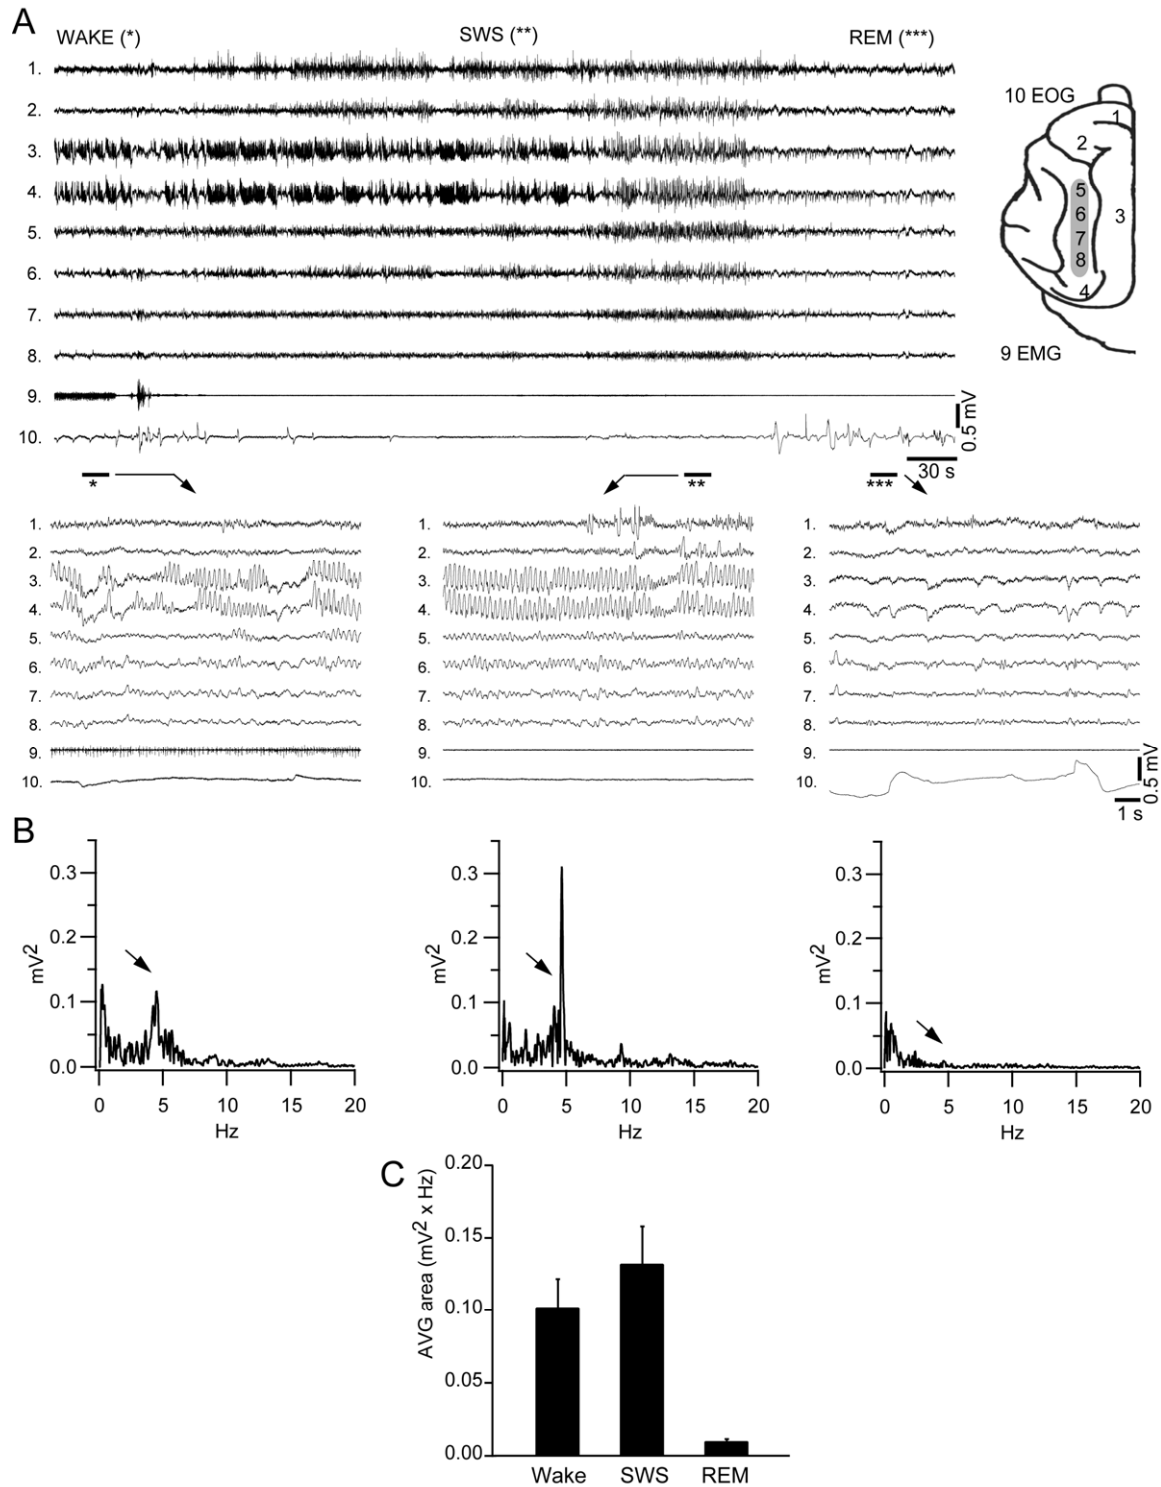 A
WAKE (*) SWS (**) REM (***)
1.
2.
3.
4.
5.
6.
7.
8.
9.
10.
0.5 mV
30 s
10 EOG
1
2
3
5
6
7
8
4
9 EMG
* ** ***
1.
2.
3.
4.
5.
6.
7.
8.
9.
10.
1.
2.
3.
4.
5.
6.
7.
8.
9.
10.
1.
2.
3.
4.
5.
6.
7.
8.
9.
10.
0.5 mV
1 s
B
mV²
0.3
0.2
0.1
0.0
0 5 10 15 20
Hz
mV²
0.3
0.2
0.1
0.0
0 5 10 15 20
Hz
mV²
0.3
0.2
0.1
0.0
0 5 10 15 20
Hz
C
AVG area (mV² x Hz)
0.20
0.15
0.10
0.05
0.00
Wake SWS REM